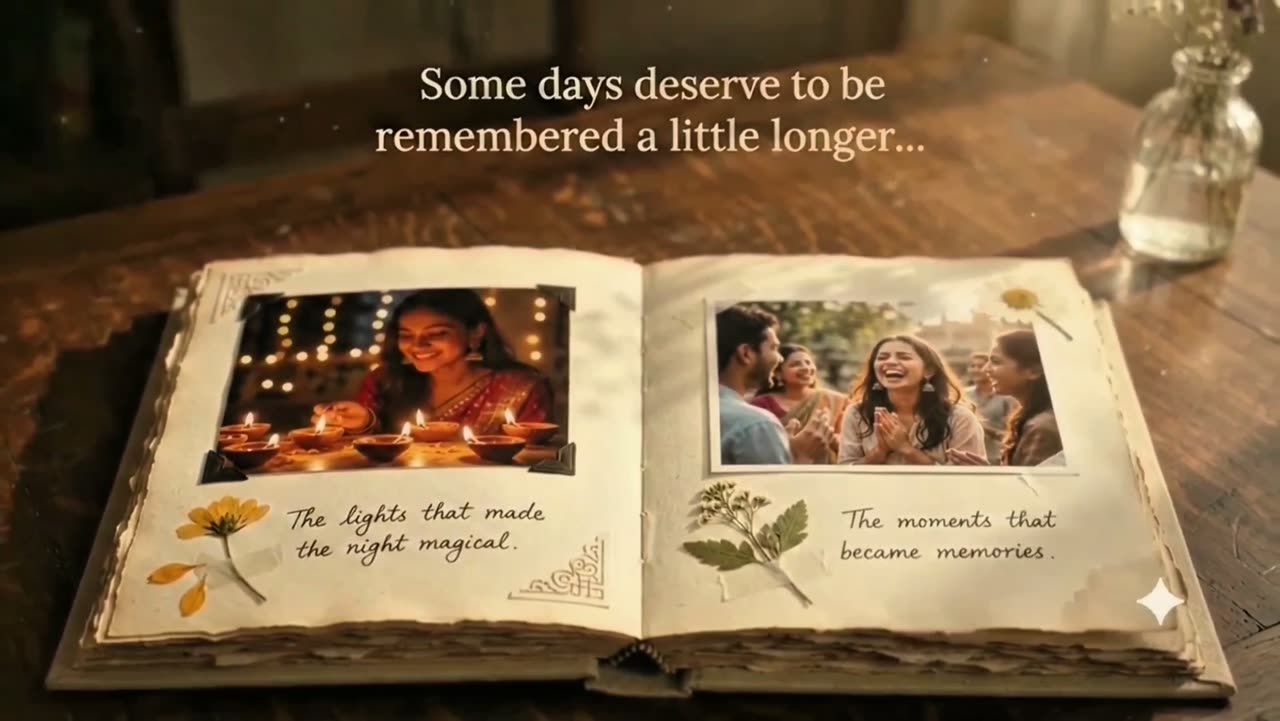 Some days deserve to be
remembered a little longer...
The lights that made
the night magical.
The moments that
became memories.